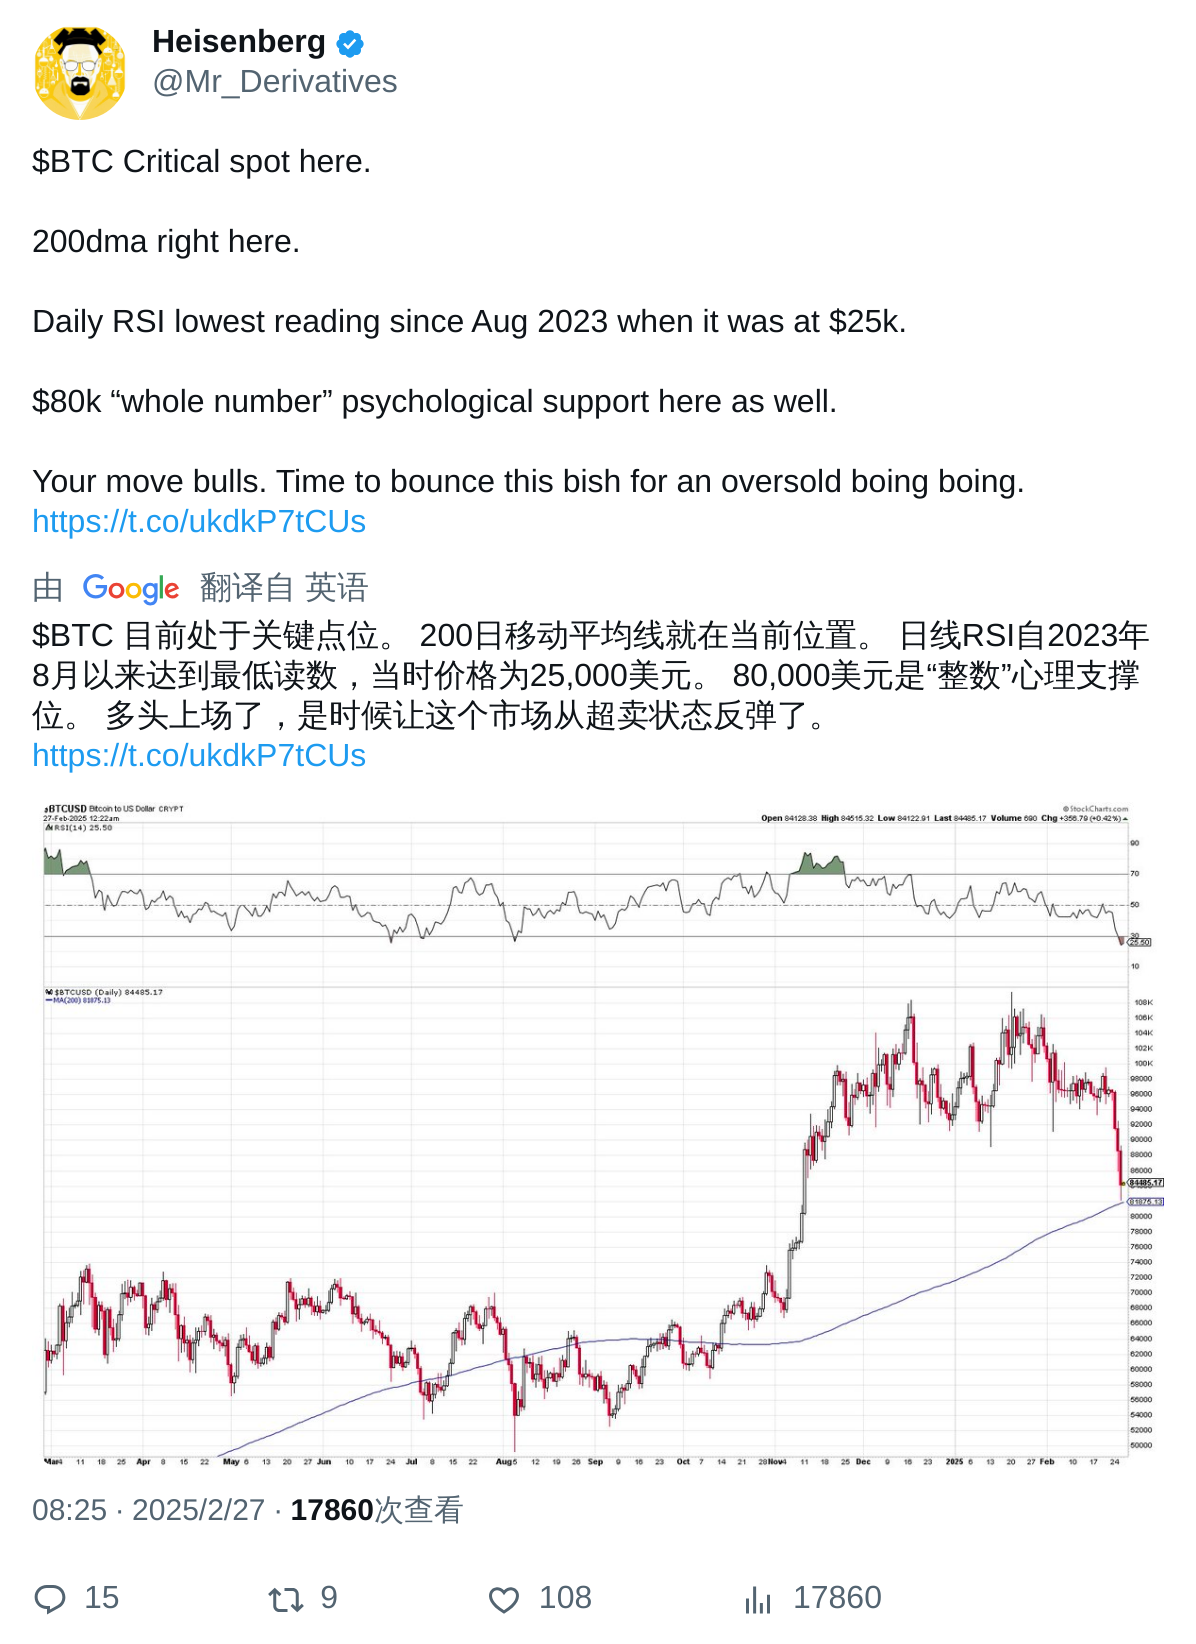 Heisenberg
@Mr_Derivatives
$BTC Critical spot here.
200dma right here.
Daily RSI lowest reading since Aug 2023 when it was at $25k.
$80k “whole number” psychological support here as well.
Your move bulls. Time to bounce this bish for an oversold boing boing.
https://t.co/ukdkP7tCUs
由 Google 翻译自 英语
$BTC 目前处于关键点位。 200日移动平均线就在当前位置。 日线RSI自2023年
8月以来达到最低读数，当时价格为25,000美元。 80,000美元是“整数”心理支撑
位。 多头上场了，是时候让这个市场从超卖状态反弹了。
https://t.co/ukdkP7tCUs
$BTCUSD Bitcoin to US Dollar CRYPT
© StockCharts.com
27-Feb-2025 12:22am
Open 84128.38 High 84515.32 Low 84122.91 Last 84485.17 Volume 690 Chg +356.79 (+0.42%)
RSI(14) 25.50
90
70
50
30
25.50
10
$BTCUSD (Daily) 84485.17
MA(200) 81875.13
108K
106K
104K
102K
100K
98000
96000
94000
92000
90000
88000
86000
84485.17
81875.13
80000
78000
76000
74000
72000
70000
68000
66000
64000
62000
60000
58000
56000
54000
52000
50000
Mar 4 11 18 25 Apr 8 15 22 May 6 13 20 27 Jun 10 17 24 Jul 8 15 22 Aug 5 12 19 26 Sep 9 16 23 Oct 7 14 21 28 Nov 4 11 18 25 Dec 9 16 23 2025 6 13 20 27 Feb 10 17 24
08:25 · 2025/2/27 · 17860次查看
15 9 108 17860